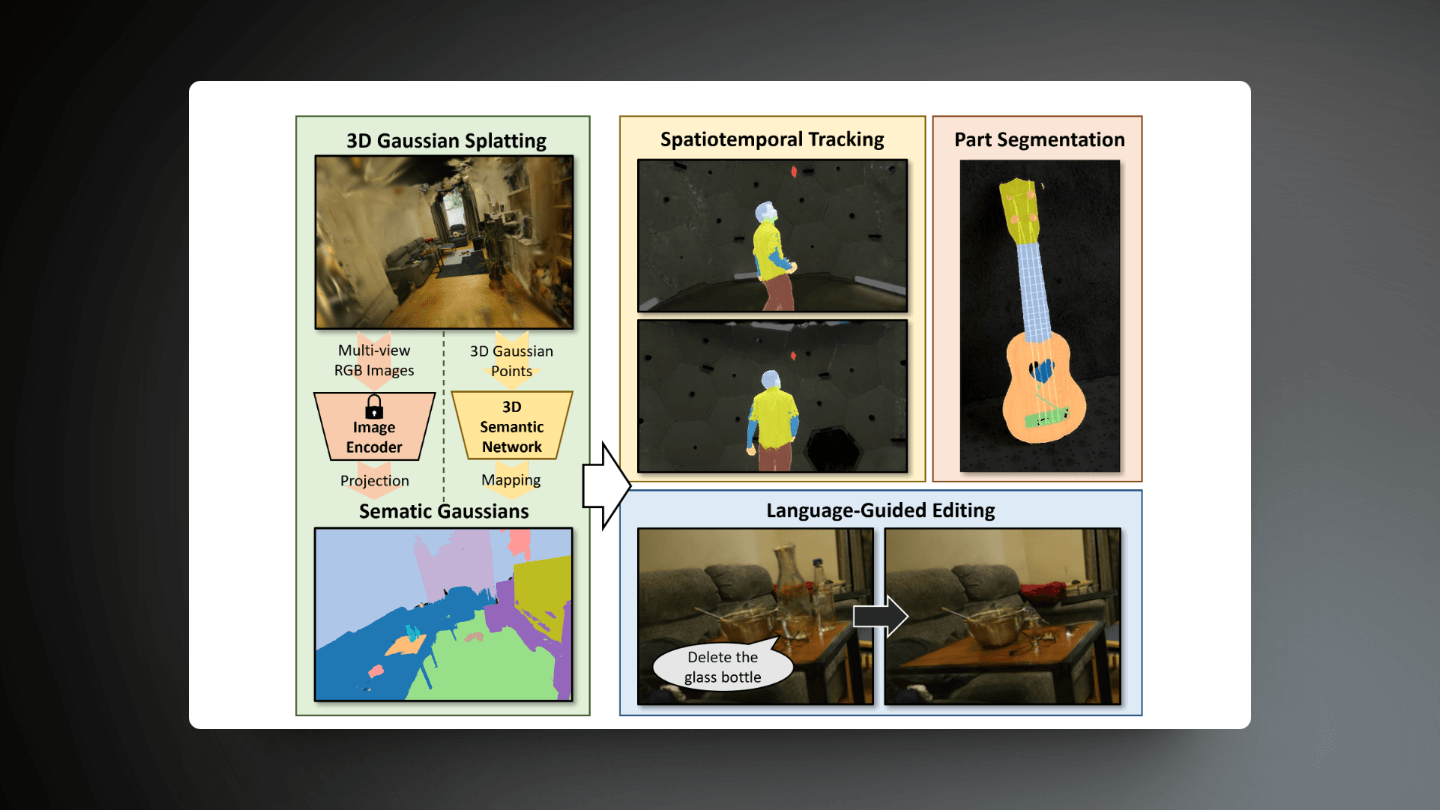 3D Gaussian Splatting
Multi-view
RGB Images
3D Gaussian
Points
Image
Encoder
3D
Semantic
Network
Projection
Mapping
Sematic Gaussians
Spatiotemporal Tracking
Part Segmentation
Language-Guided Editing
Delete the
glass bottle